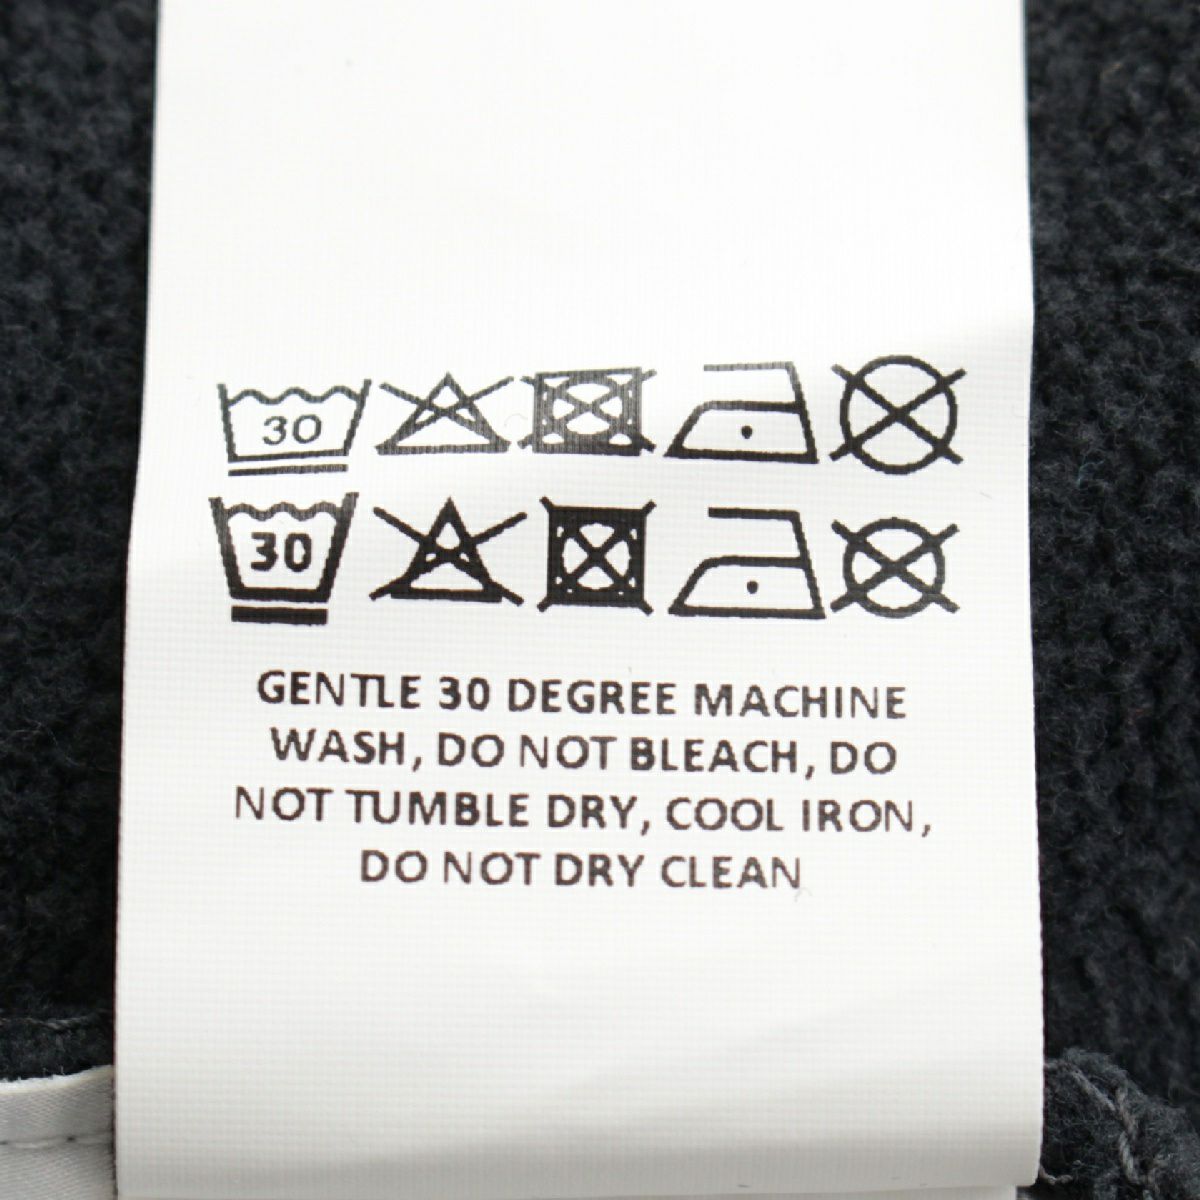 30
30
GENTLE 30 DEGREE MACHINE
WASH, DO NOT BLEACH, DO
NOT TUMBLE DRY, COOL IRON,
DO NOT DRY CLEAN